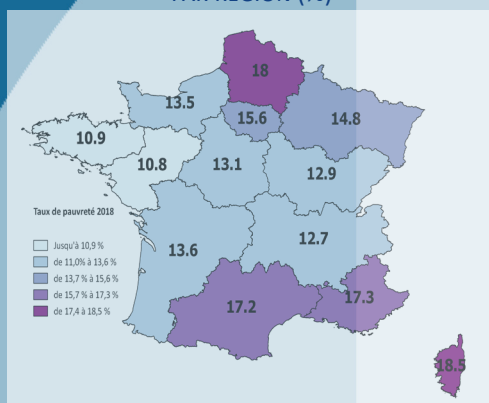 PAR RÉGION (%)
18
13.5
15.6
14.8
10.9
10.8
13.1
12.9
13.6
12.7
17.2
17.3
18.5
Taux de pauvreté 2018
Jusqu'à 10,9 %
de 11,0% à 13,6 %
de 13,7 % à 15,6 %
de 15,7 % à 17,3 %
de 17,4 à 18,5 %